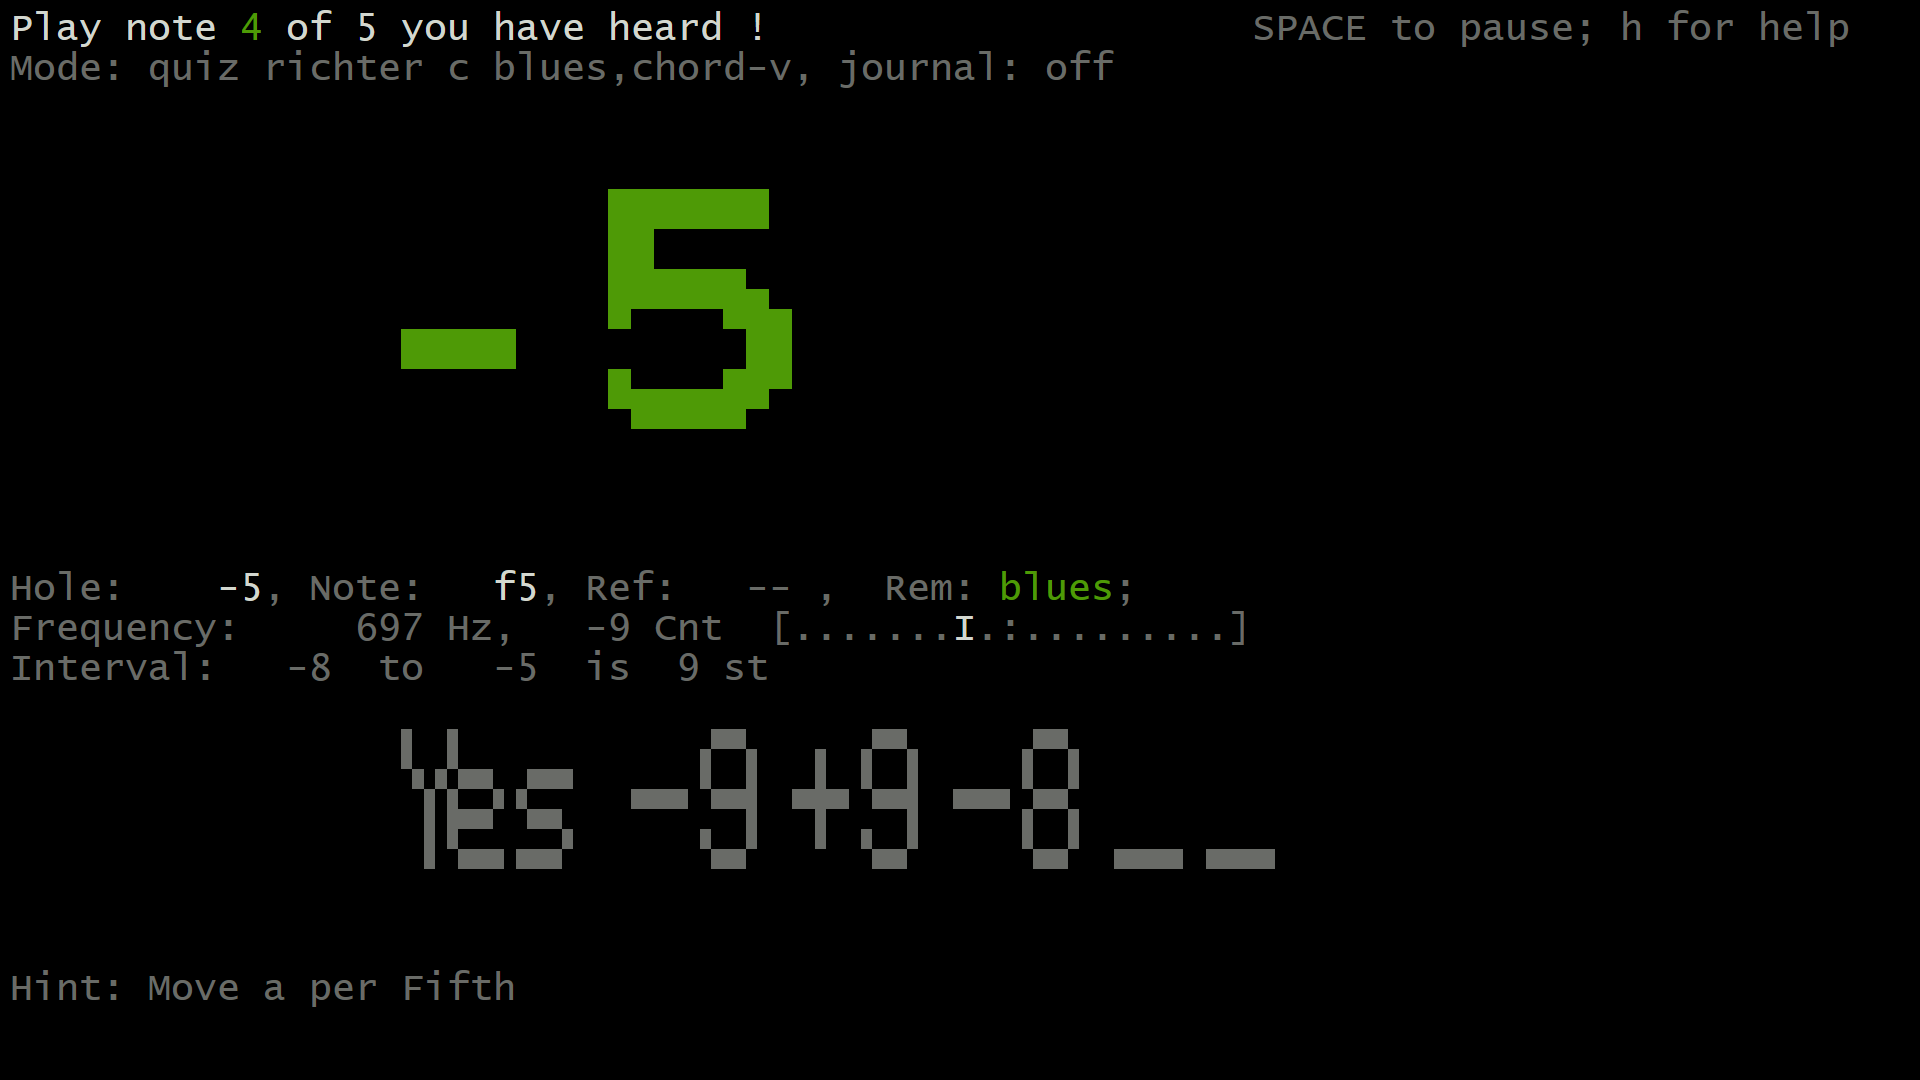 Play note 4 of 5 you have heard ! SPACE to pause; h for help
Mode: quiz richter c blues,chord-v, journal: off
-5
Hole: -5, Note: f5, Ref: -- , Rem: blues;
Frequency: 697 Hz, -9 Cnt [.......I.:.........]
Interval: -8 to -5 is 9 st
Yes -9+9-8_ _
Hint: Move a per Fifth